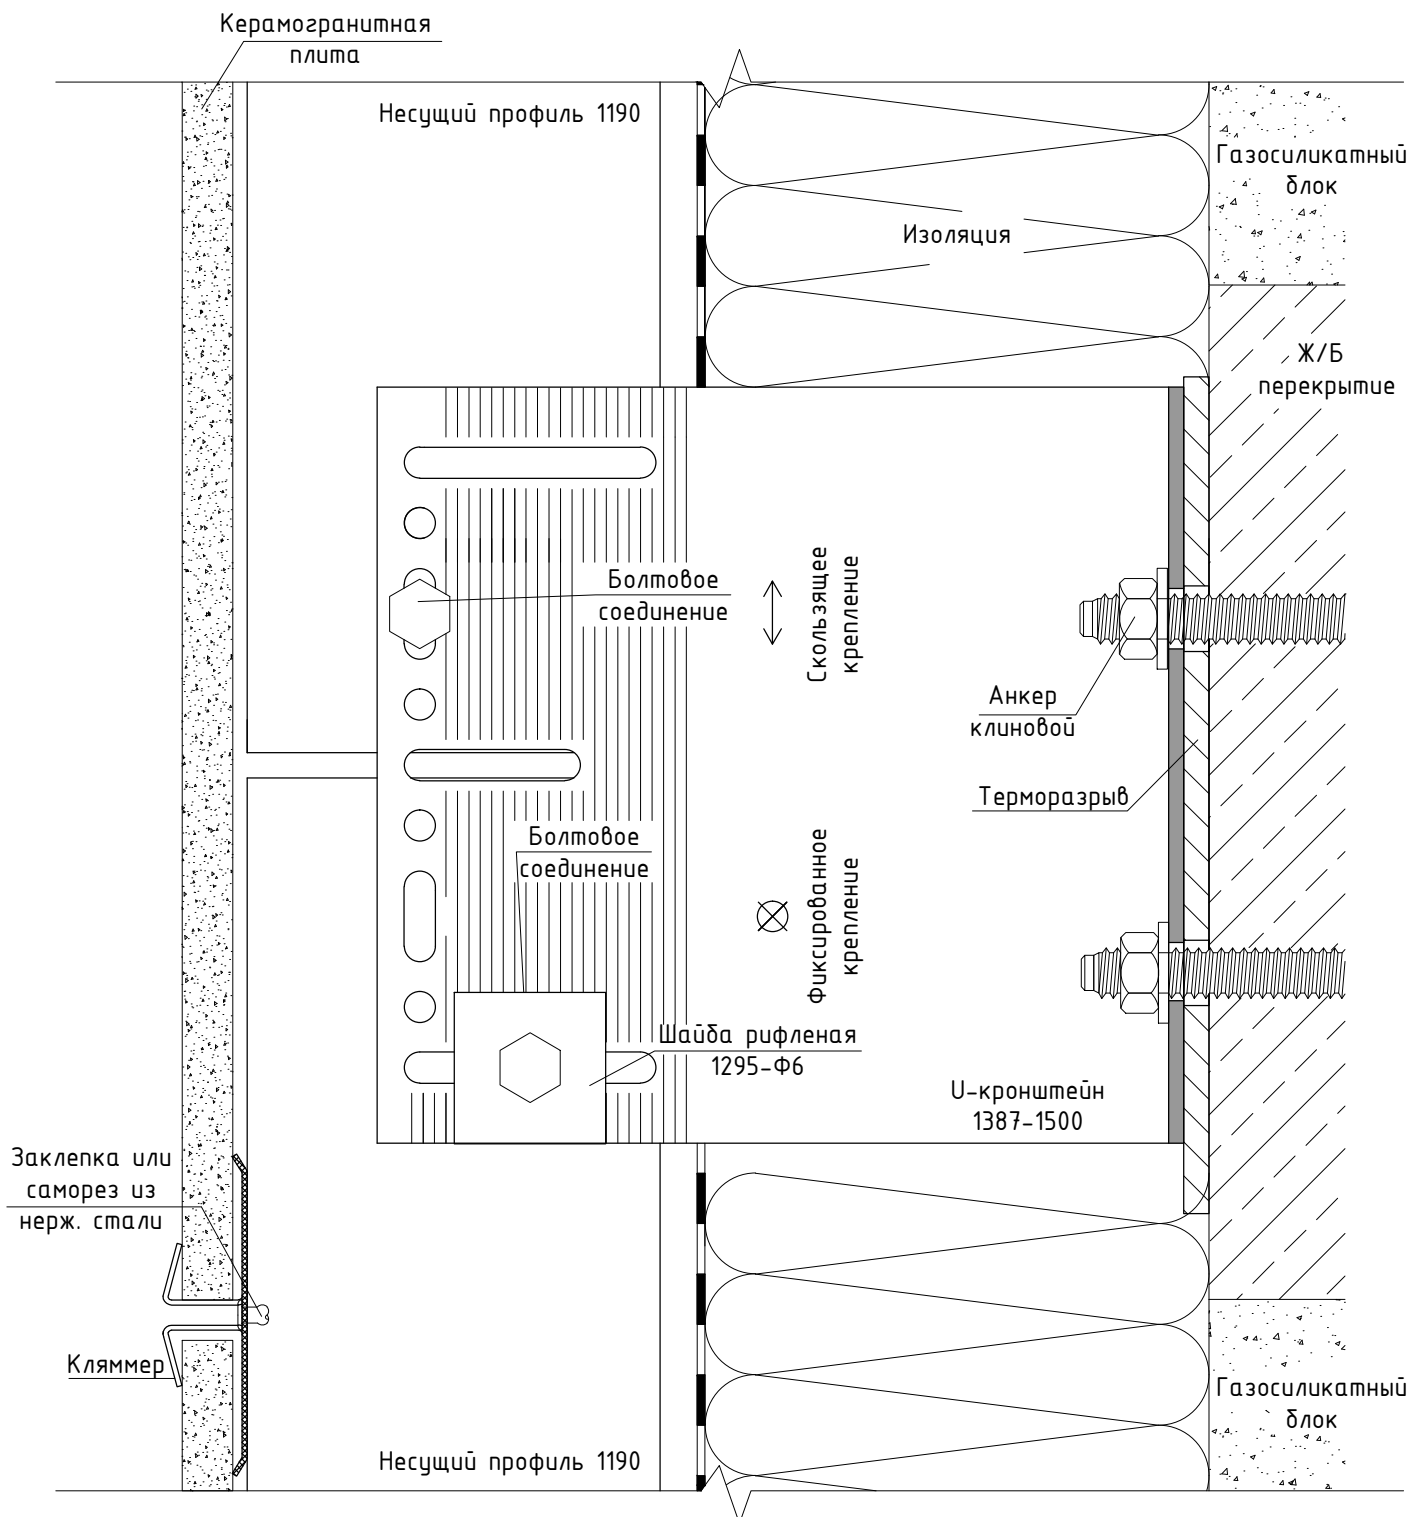 Керамогранитная
плита
Несущий профиль 1190
Газосиликатный
блок
Изоляция
Ж/Б
перекрытие
Болтовое
соединение
Скользящее
крепление
Анкер
клиновой
Терморазрыв
Болтовое
соединение
Фиксированное
крепление
Шайба рифленая
1295-Ф6
U-кронштейн
1387-1500
Заклепка или
саморез из
нерж. стали
Кляммер
Газосиликатный
блок
Несущий профиль 1190